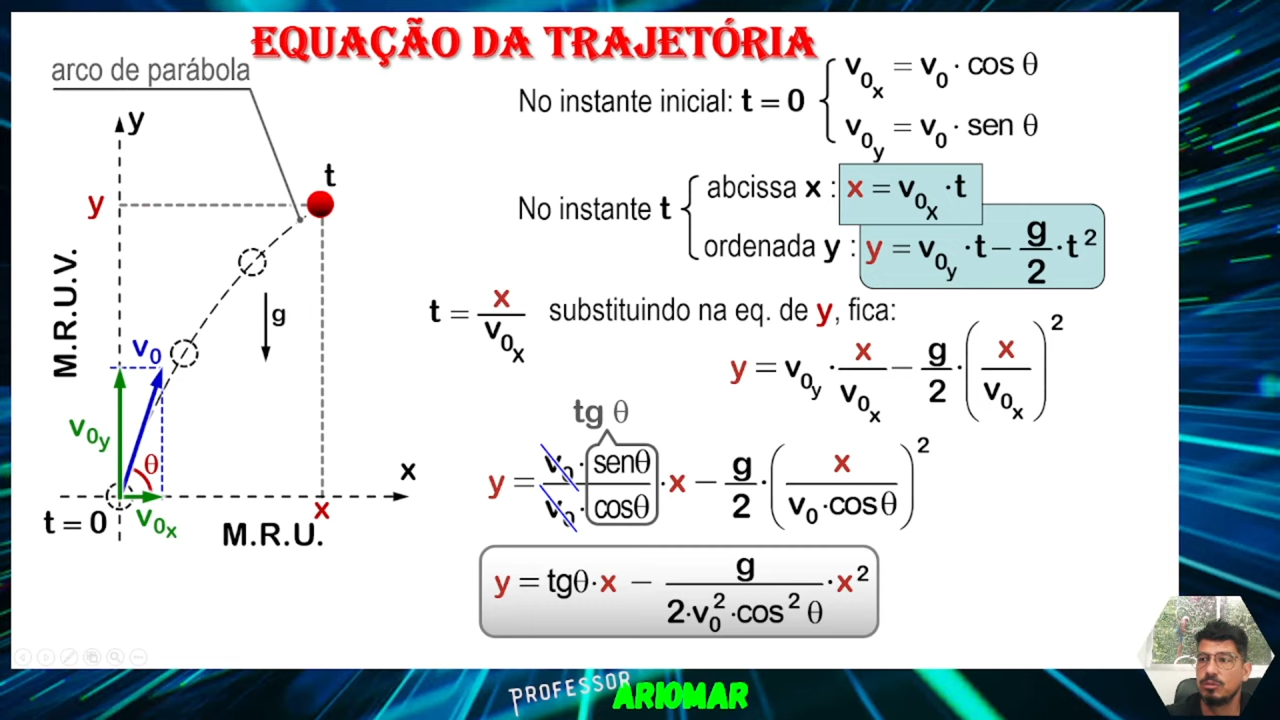 EQUAÇÃO DA TRAJETÓRIA
arco de parábola
y
t
y
M.R.U.V.
g
v₀
v₀y
θ
x
t = 0
v₀x
x
M.R.U.
No instante inicial: t = 0 { v₀x = v₀ · cos θ
v₀y = v₀ · sen θ
No instante t { abcissa x : x = v₀x · t
ordenada y : y = v₀y · t − g/2 · t²
t = x/v₀x substituindo na eq. de y, fica:
y = v₀y · x/v₀x − g/2 · (x/v₀x)²
tg θ
y = v₀ · senθ / v₀ · cosθ · x − g/2 · (x / v₀ · cosθ)²
y = tgθ · x − g / 2 · v₀² · cos² θ · x²
PROFESSOR ARIOMAR